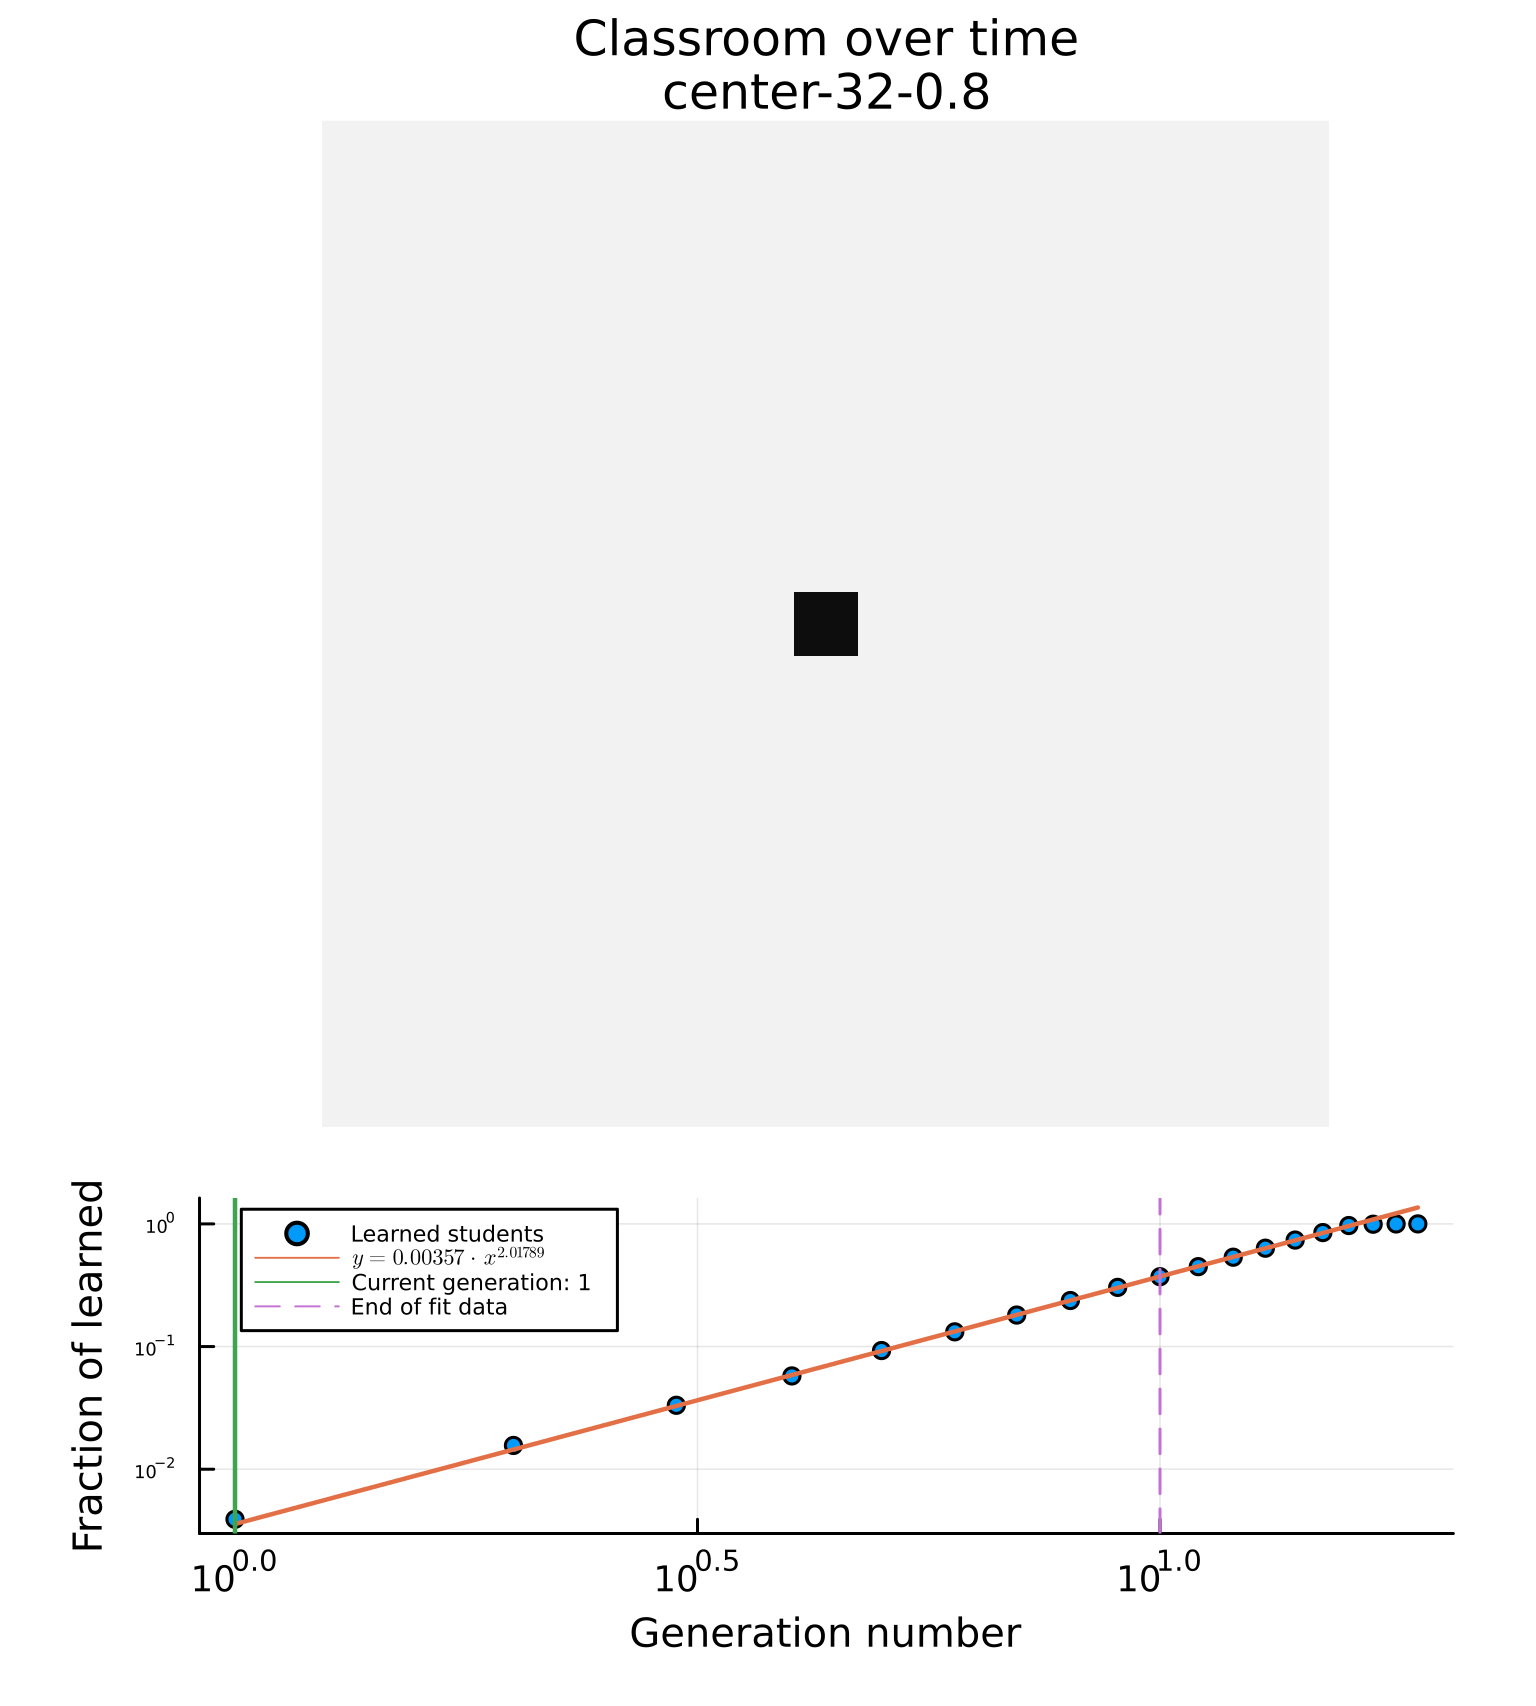 Classroom over time
center-32-0.8
Fraction of learned
10⁰
10⁻¹
10⁻²
Learned students
y = 0.00357 · x^2.01789
Current generation: 1
End of fit data
10^0.0
10^0.5
10^1.0
Generation number